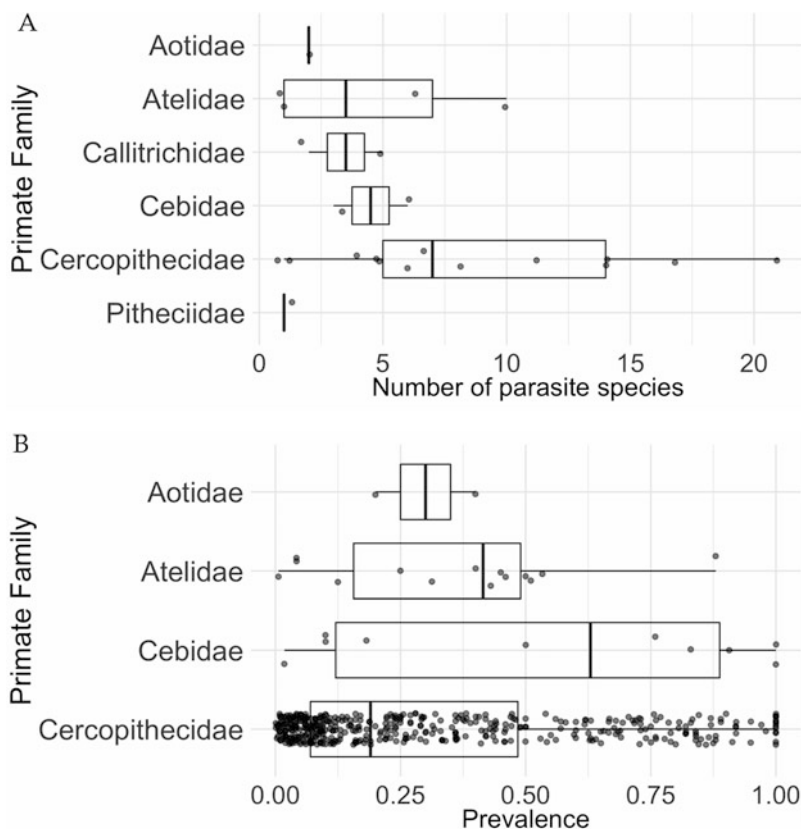 A
Primate Family
Aotidae
Atelidae
Callitrichidae
Cebidae
Cercopithecidae
Pitheciidae
0 5 10 15 20
Number of parasite species
B
Primate Family
Aotidae
Atelidae
Cebidae
Cercopithecidae
0.00 0.25 0.50 0.75 1.00
Prevalence